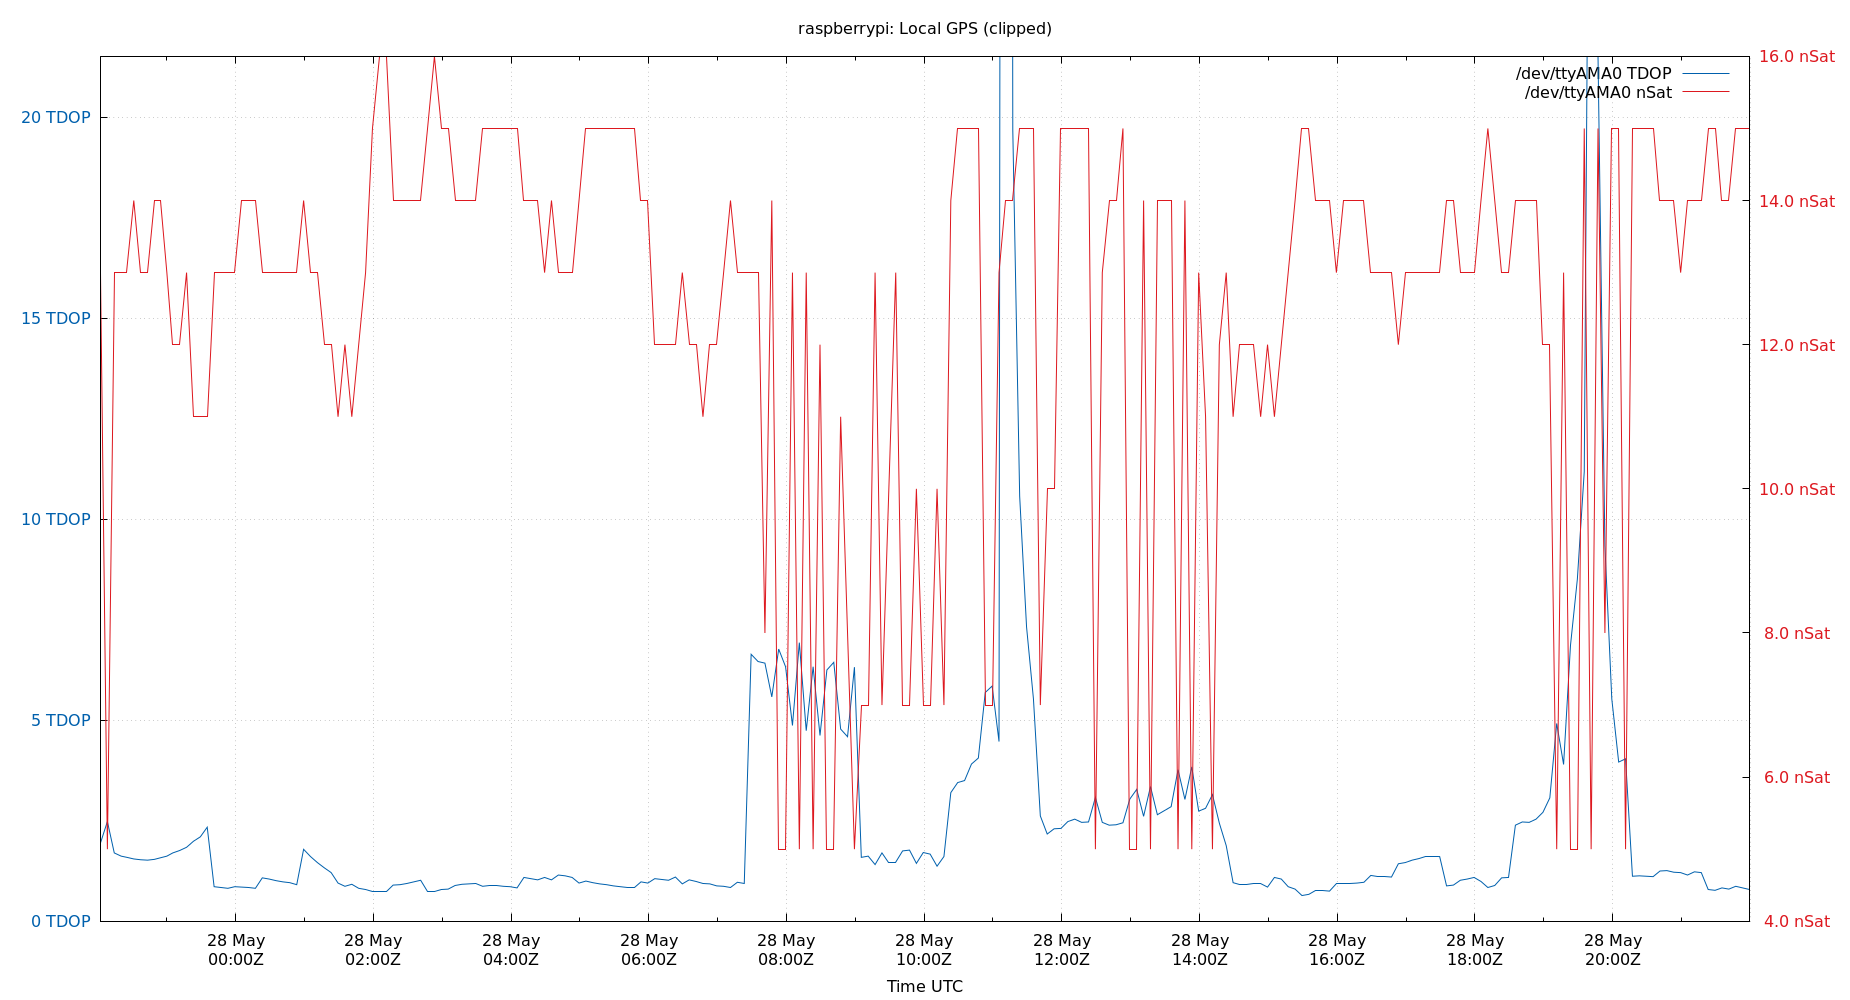 raspberrypi: Local GPS (clipped)
16.0 nSat
/dev/ttyAMA0 TDOP
/dev/ttyAMA0 nSat
20 TDOP
14.0 nSat
15 TDOP
12.0 nSat
10.0 nSat
10 TDOP
8.0 nSat
5 TDOP
6.0 nSat
0 TDOP
4.0 nSat
28 May 28 May 28 May 28 May 28 May 28 May 28 May 28 May 28 May 28 May 28 May
00:00Z 02:00Z 04:00Z 06:00Z 08:00Z 10:00Z 12:00Z 14:00Z 16:00Z 18:00Z 20:00Z
Time UTC